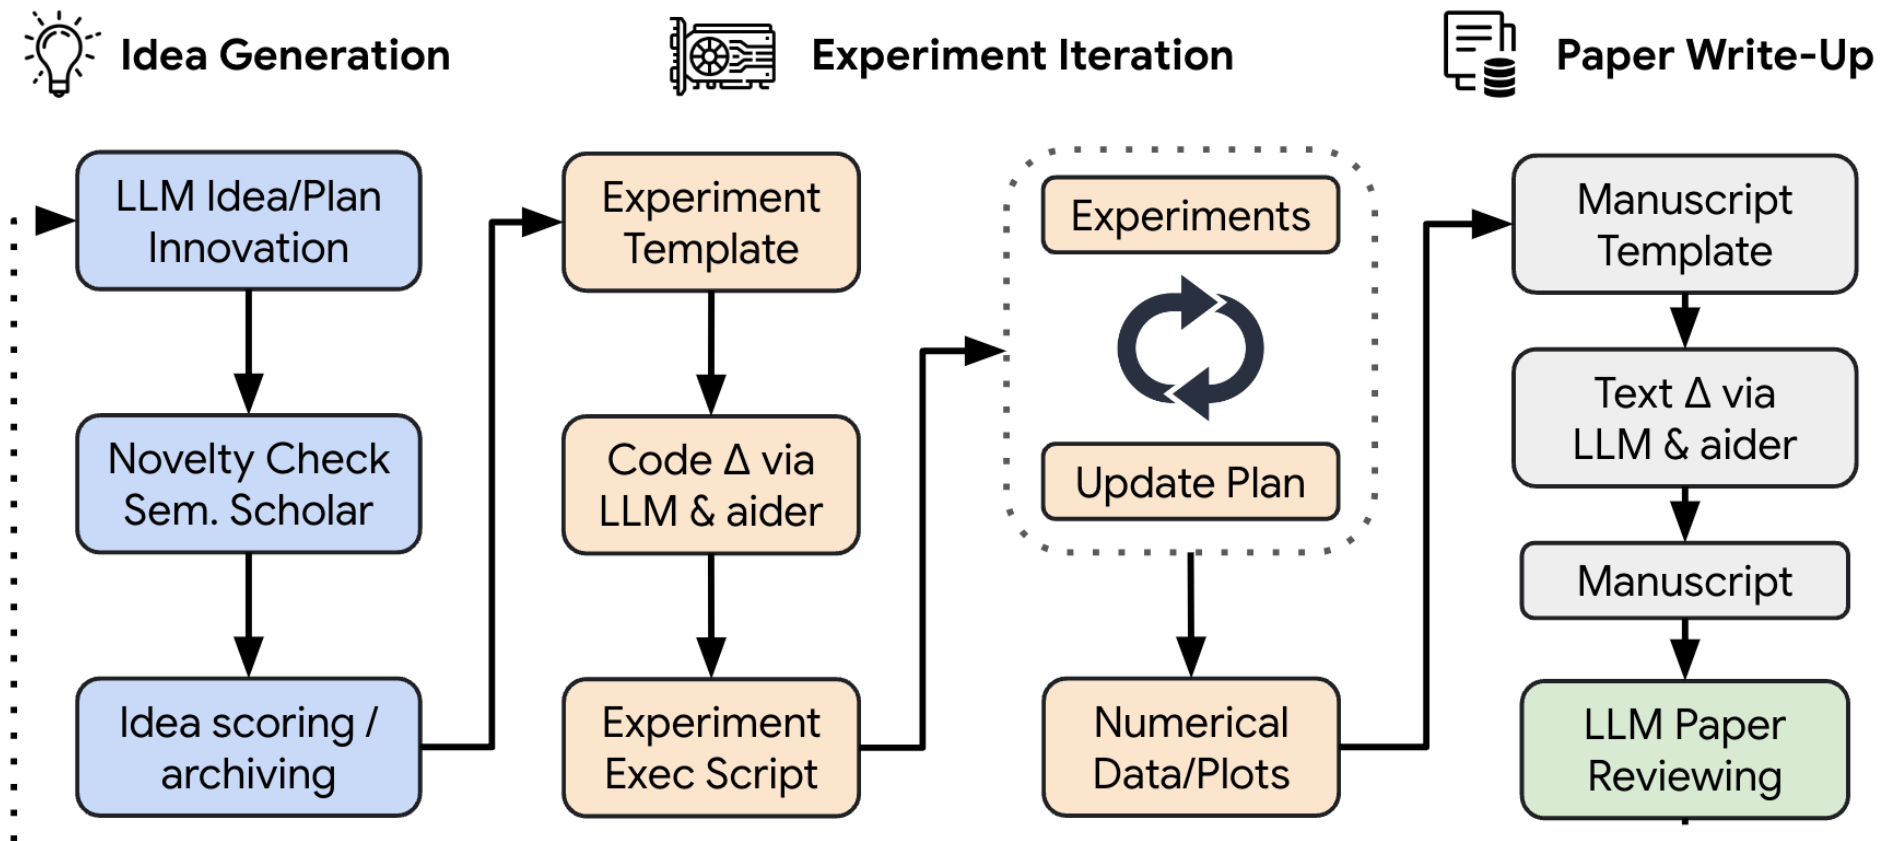 Idea Generation
Experiment Iteration
Paper Write-Up
LLM Idea/Plan
Innovation
Novelty Check
Sem. Scholar
Idea scoring /
archiving
Experiment
Template
Code Δ via
LLM & aider
Experiment
Exec Script
Experiments
Update Plan
Numerical
Data/Plots
Manuscript
Template
Text Δ via
LLM & aider
Manuscript
LLM Paper
Reviewing